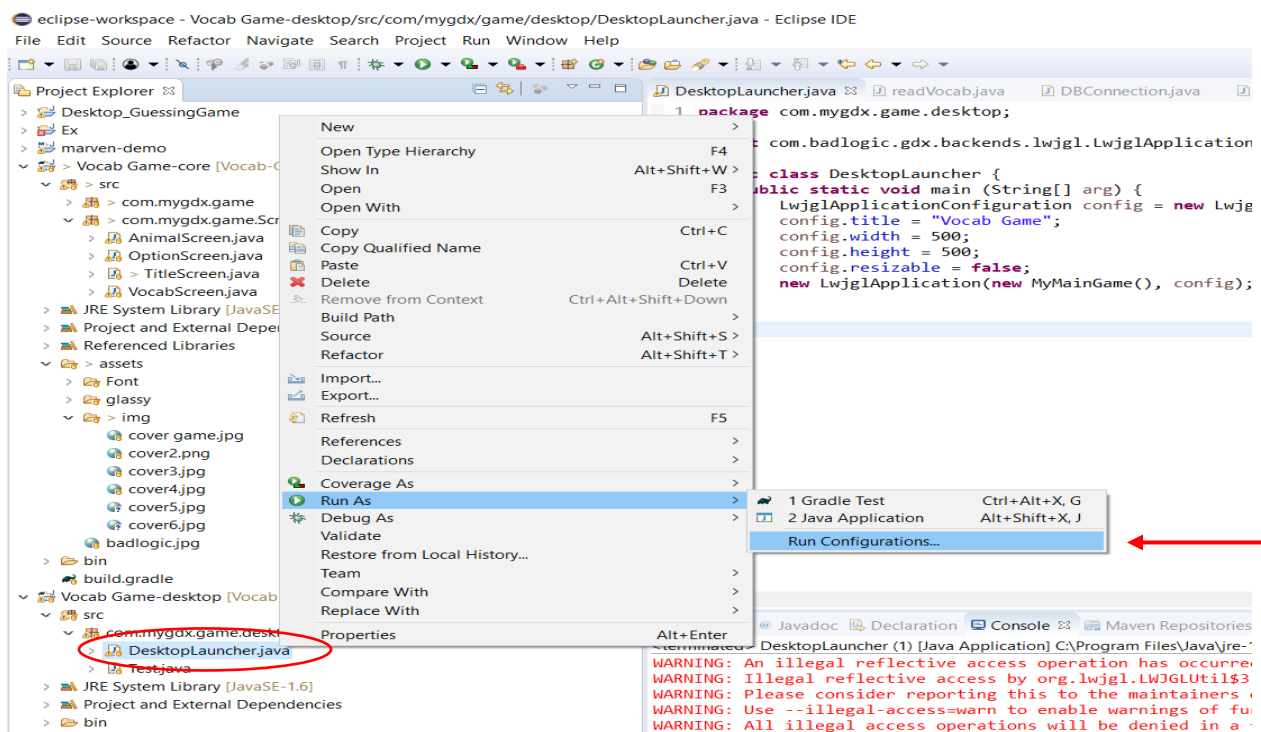 eclipse-workspace - Vocab Game-desktop/src/com/mygdx/game/desktop/DesktopLauncher.java - Eclipse IDE
File Edit Source Refactor Navigate Search Project Run Window Help
Project Explorer
Desktop_GuessingGame
Ex
marven-demo
> Vocab Game-core [Vocab-
> src
> com.mygdx.game
> com.mygdx.game.Scr
AnimalScreen.java
OptionScreen.java
> TitleScreen.java
VocabScreen.java
JRE System Library [JavaSE
Project and External Deper
Referenced Libraries
> assets
Font
glassy
> img
cover game.jpg
cover2.png
cover3.jpg
cover4.jpg
cover5.jpg
cover6.jpg
badlogic.jpg
bin
build.gradle
Vocab Game-desktop [Vocab
src
com.mygdx.game.deskt
DesktopLauncher.java
Test.java
JRE System Library [JavaSE-1.6]
Project and External Dependencies
bin
New
Open Type Hierarchy F4
Show In Alt+Shift+W
Open F3
Open With
Copy Ctrl+C
Copy Qualified Name
Paste Ctrl+V
Delete Delete
Remove from Context Ctrl+Alt+Shift+Down
Build Path
Source Alt+Shift+S
Refactor Alt+Shift+T
Import...
Export...
Refresh F5
References
Declarations
Coverage As
Run As
Debug As
Validate
Restore from Local History...
Team
Compare With
Replace With
Properties Alt+Enter
1 Gradle Test Ctrl+Alt+X, G
2 Java Application Alt+Shift+X, J
Run Configurations...
DesktopLauncher.java readVocab.java DBConnection.java
1 package com.mygdx.game.desktop;
com.badlogic.gdx.backends.lwjgl.LwjglApplication
class DesktopLauncher {
ublic static void main (String[] arg) {
LwjglApplicationConfiguration config = new Lwjg
config.title = "Vocab Game";
config.width = 500;
config.height = 500;
config.resizable = false;
new LwjglApplication(new MyMainGame(), config);
@ Javadoc Declaration Console Maven Repositories
<terminated> DesktopLauncher (1) [Java Application] C:\Program Files\Java\jre-
WARNING: An illegal reflective access operation has occurre
WARNING: Illegal reflective access by org.lwjgl.LWJGLUtil$3
WARNING: Please consider reporting this to the maintainers
WARNING: Use --illegal-access=warn to enable warnings of fu
WARNING: All illegal access operations will be denied in a